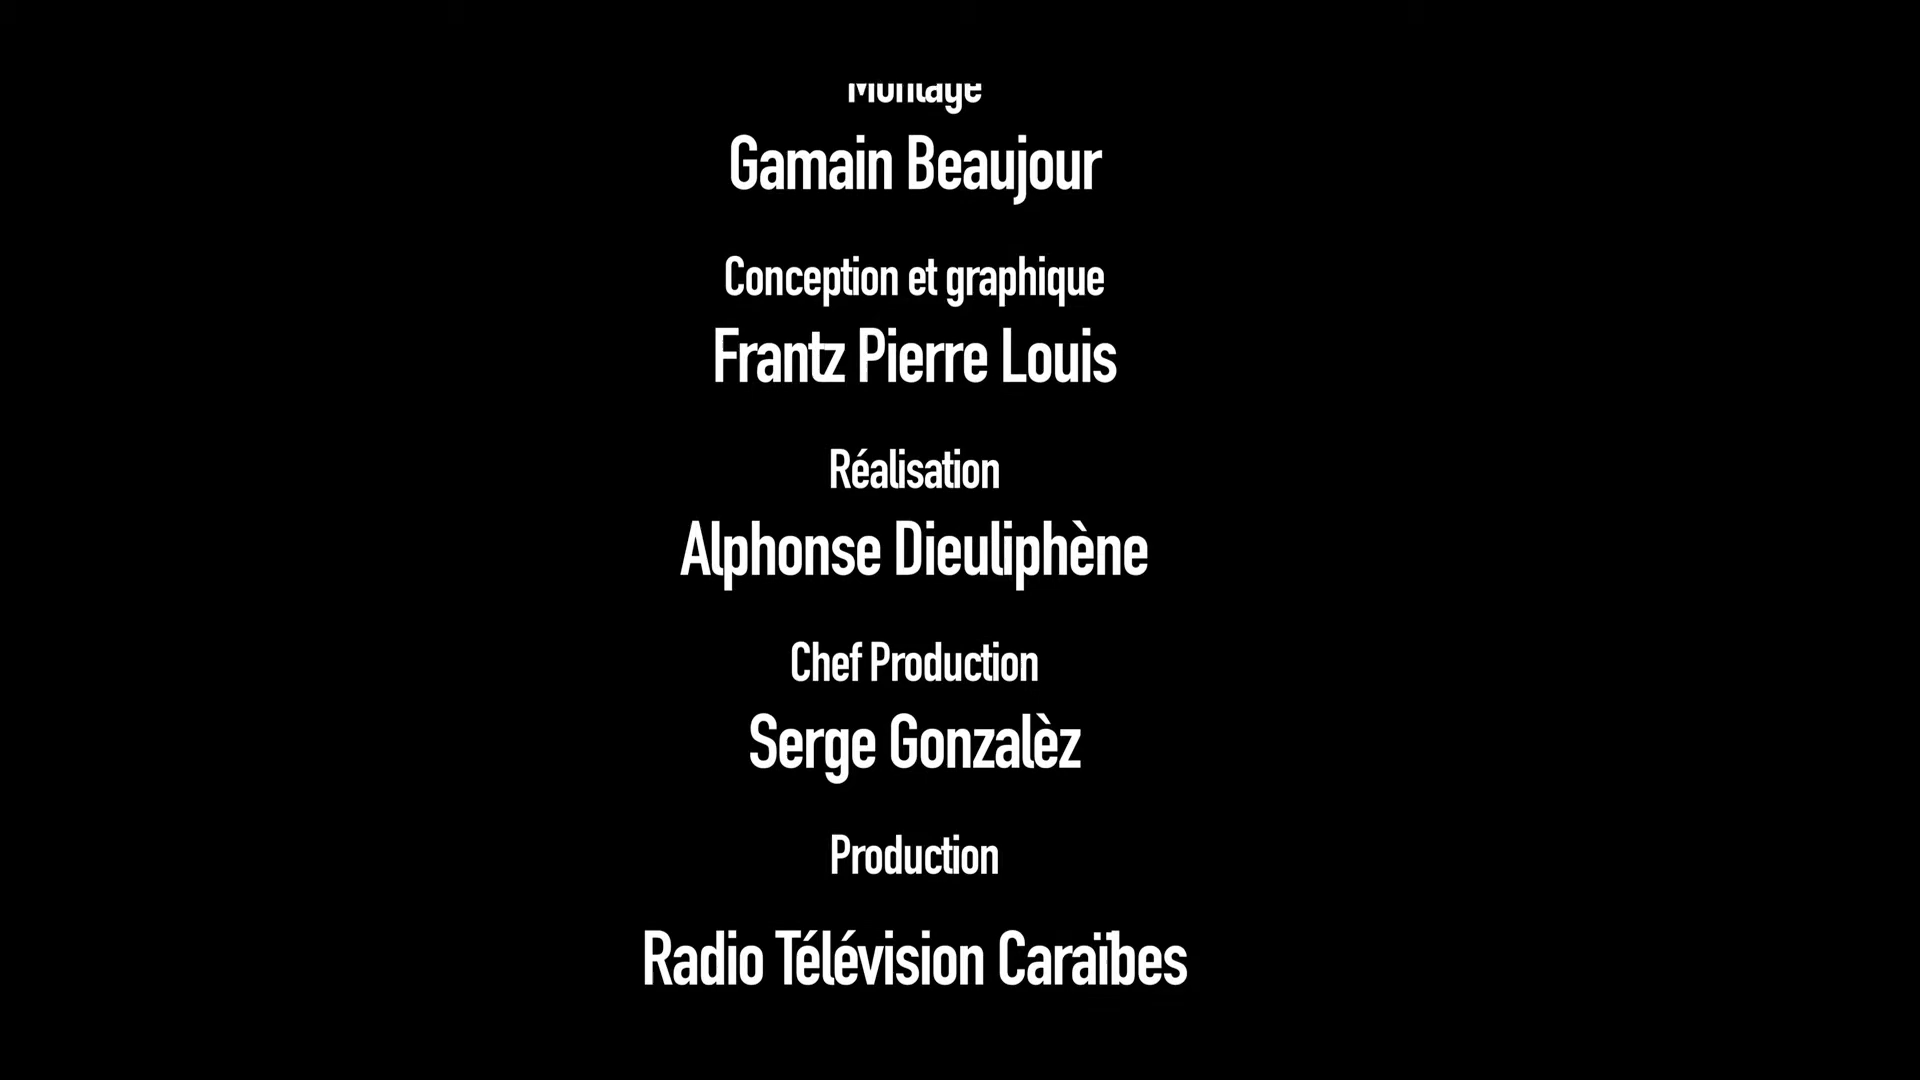 Montage
Gamain Beaujour
Conception et graphique
Frantz Pierre Louis
Réalisation
Alphonse Dieuliphène
Chef Production
Serge Gonzalèz
Production
Radio Télévision Caraïbes